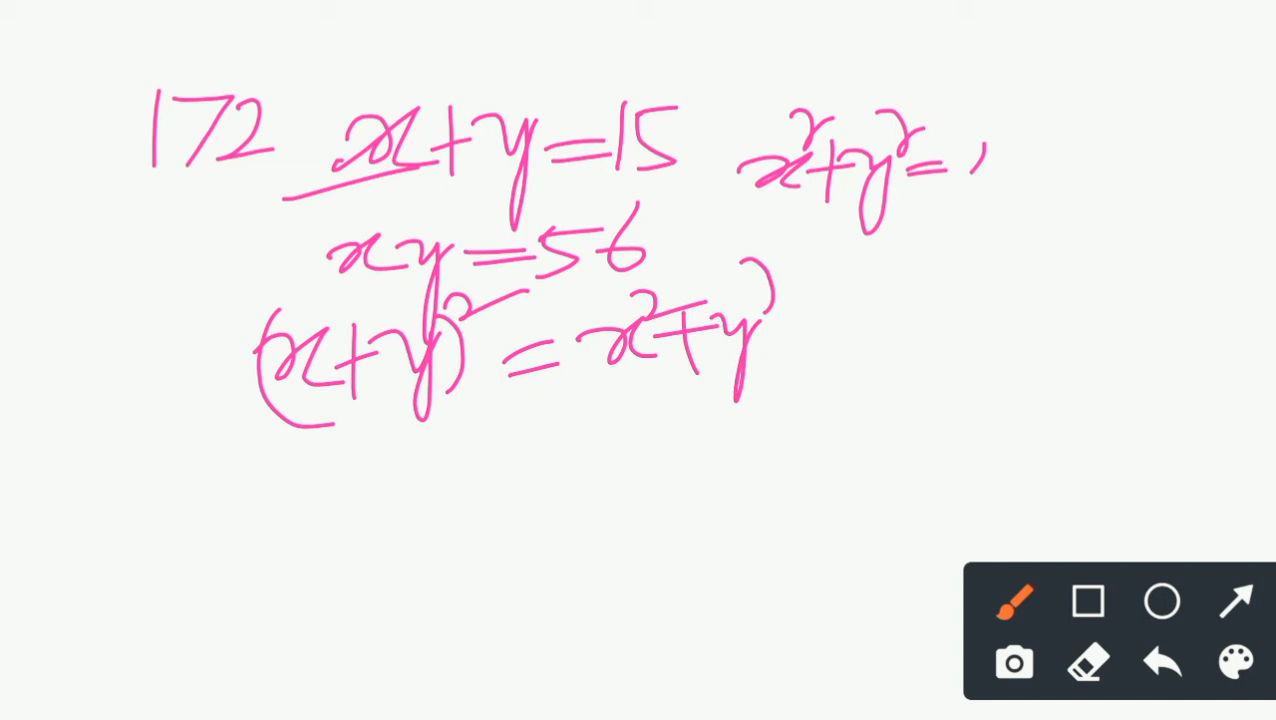 172 x+y=15 x²+y²=
xy=56
(x+y)² = x²+y²